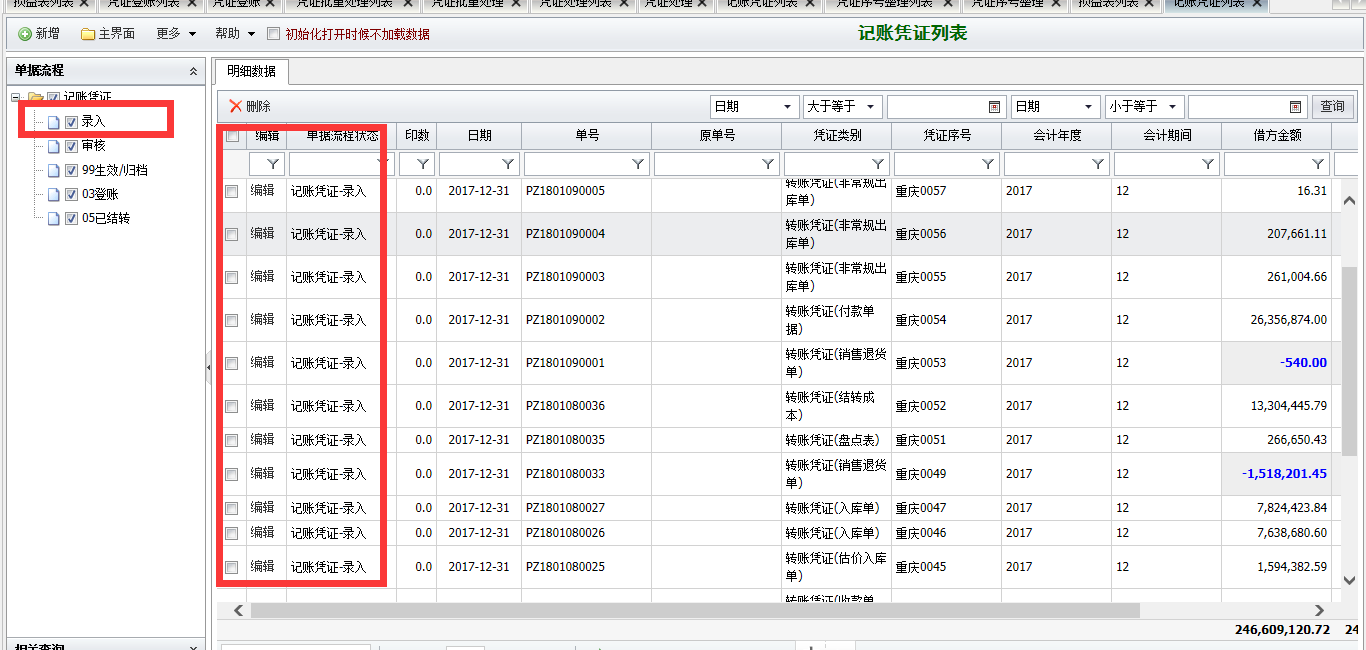 损益表列表 凭证登账列表 凭证登账 凭证批量处理列表 凭证批量处理 凭证处理列表 凭证处理 记账凭证列表 凭证序号整理列表 凭证序号整理 损益表列表 记账凭证列表
新增 主界面 更多 帮助 初始化打开时候不加载数据 记账凭证列表
单据流程 明细数据
记账凭证
录入
审核
99生效/归档
03登账
05已结转
删除 日期 大于等于 日期 小于等于 查询
编辑 单据流程状态 印数 日期 单号 原单号 凭证类别 凭证序号 会计年度 会计期间 借方金额
编辑 记账凭证-录入 0.0 2017-12-31 PZ1801090005 转账凭证(非常规出库单) 重庆0057 2017 12 16.31
编辑 记账凭证-录入 0.0 2017-12-31 PZ1801090004 转账凭证(非常规出库单) 重庆0056 2017 12 207,661.11
编辑 记账凭证-录入 0.0 2017-12-31 PZ1801090003 转账凭证(非常规出库单) 重庆0055 2017 12 261,004.66
编辑 记账凭证-录入 0.0 2017-12-31 PZ1801090002 转账凭证(付款单据) 重庆0054 2017 12 26,356,874.00
编辑 记账凭证-录入 0.0 2017-12-31 PZ1801090001 转账凭证(销售退货单) 重庆0053 2017 12 -540.00
编辑 记账凭证-录入 0.0 2017-12-31 PZ1801080036 转账凭证(结转成本) 重庆0052 2017 12 13,304,445.79
编辑 记账凭证-录入 0.0 2017-12-31 PZ1801080035 转账凭证(盘点表) 重庆0051 2017 12 266,650.43
编辑 记账凭证-录入 0.0 2017-12-31 PZ1801080033 转账凭证(销售退货单) 重庆0049 2017 12 -1,518,201.45
编辑 记账凭证-录入 0.0 2017-12-31 PZ1801080027 转账凭证(入库单) 重庆0047 2017 12 7,824,423.84
编辑 记账凭证-录入 0.0 2017-12-31 PZ1801080026 转账凭证(入库单) 重庆0046 2017 12 7,638,680.60
编辑 记账凭证-录入 0.0 2017-12-31 PZ1801080025 转账凭证(估价入库单) 重庆0045 2017 12 1,594,382.59
转账凭证(收款单
246,609,120.72 24
相关查询